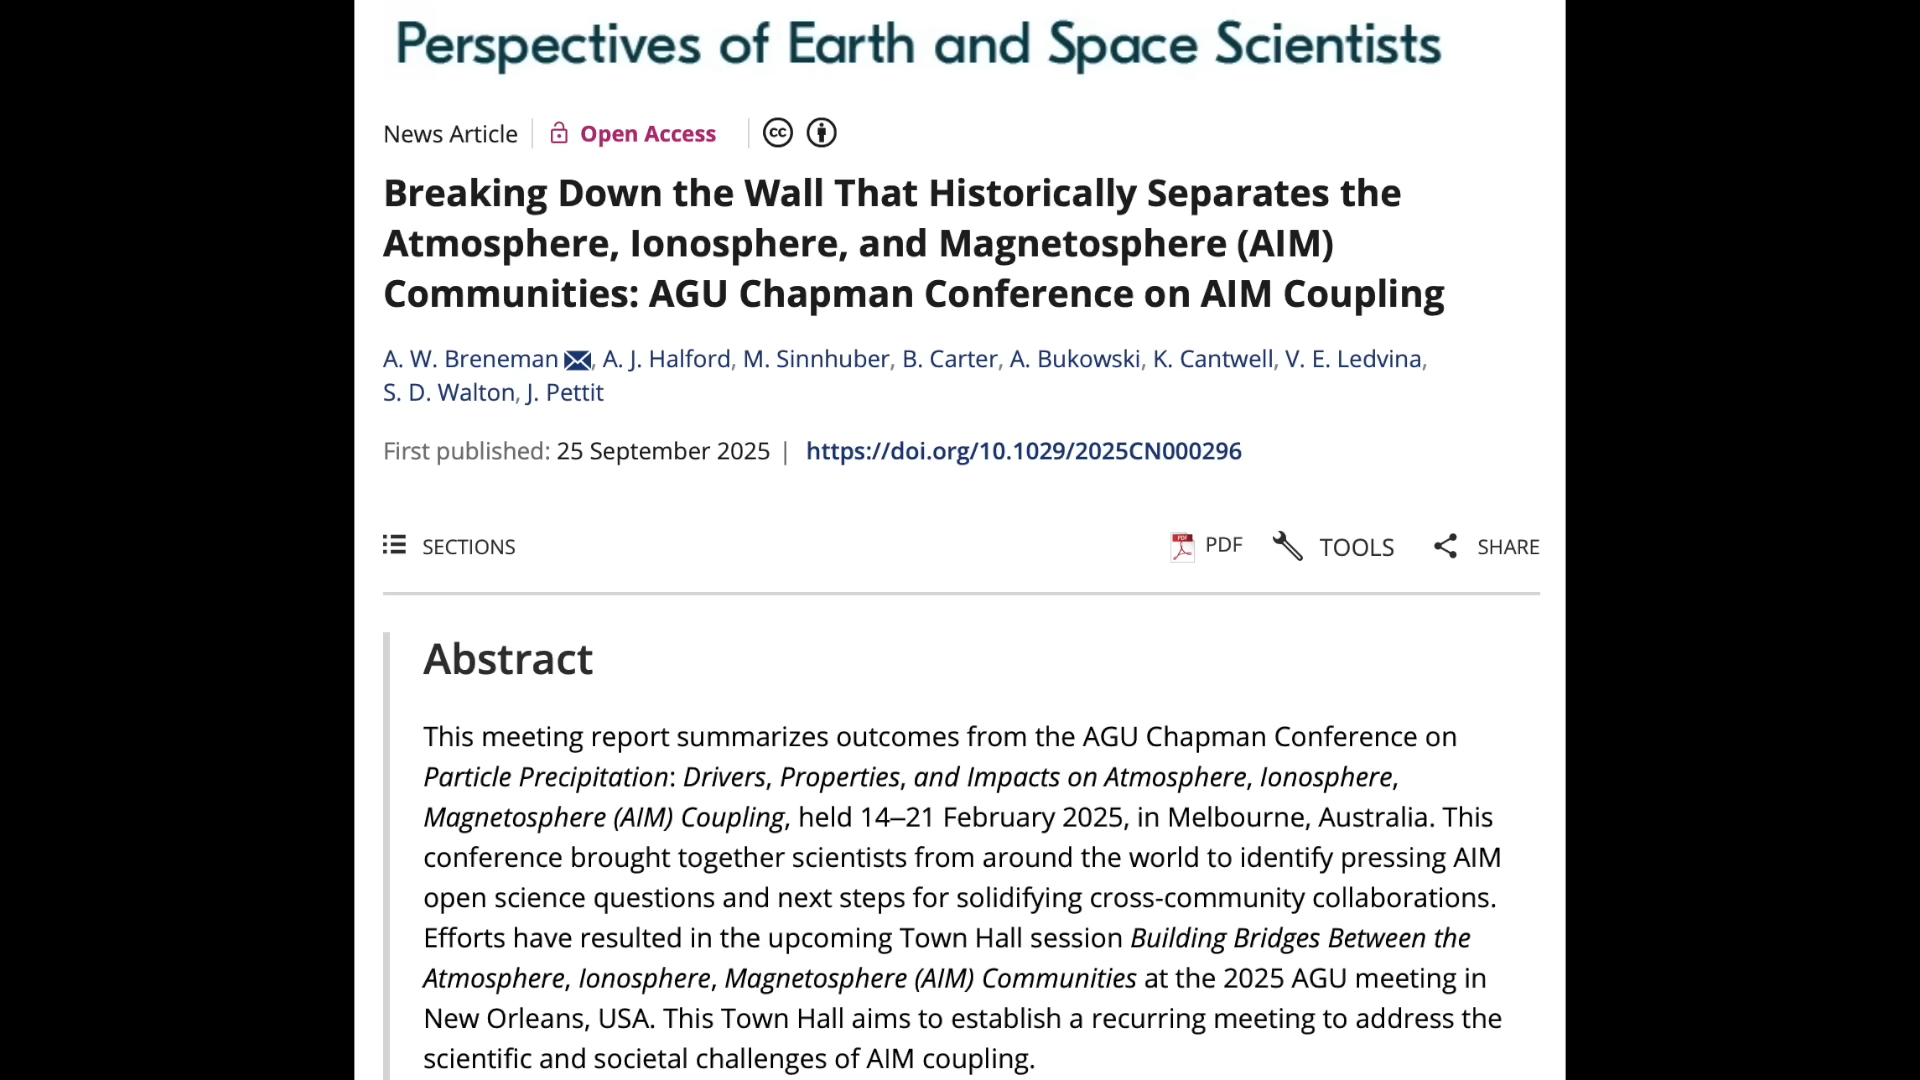 Perspectives of Earth and Space Scientists
News Article Open Access cc
Breaking Down the Wall That Historically Separates the
Atmosphere, Ionosphere, and Magnetosphere (AIM)
Communities: AGU Chapman Conference on AIM Coupling
A. W. Breneman, A. J. Halford, M. Sinnhuber, B. Carter, A. Bukowski, K. Cantwell, V. E. Ledvina,
S. D. Walton, J. Pettit
First published: 25 September 2025 | https://doi.org/10.1029/2025CN000296
SECTIONS PDF PDF TOOLS SHARE
Abstract
This meeting report summarizes outcomes from the AGU Chapman Conference on
Particle Precipitation: Drivers, Properties, and Impacts on Atmosphere, Ionosphere,
Magnetosphere (AIM) Coupling, held 14–21 February 2025, in Melbourne, Australia. This
conference brought together scientists from around the world to identify pressing AIM
open science questions and next steps for solidifying cross-community collaborations.
Efforts have resulted in the upcoming Town Hall session Building Bridges Between the
Atmosphere, Ionosphere, Magnetosphere (AIM) Communities at the 2025 AGU meeting in
New Orleans, USA. This Town Hall aims to establish a recurring meeting to address the
scientific and societal challenges of AIM coupling.